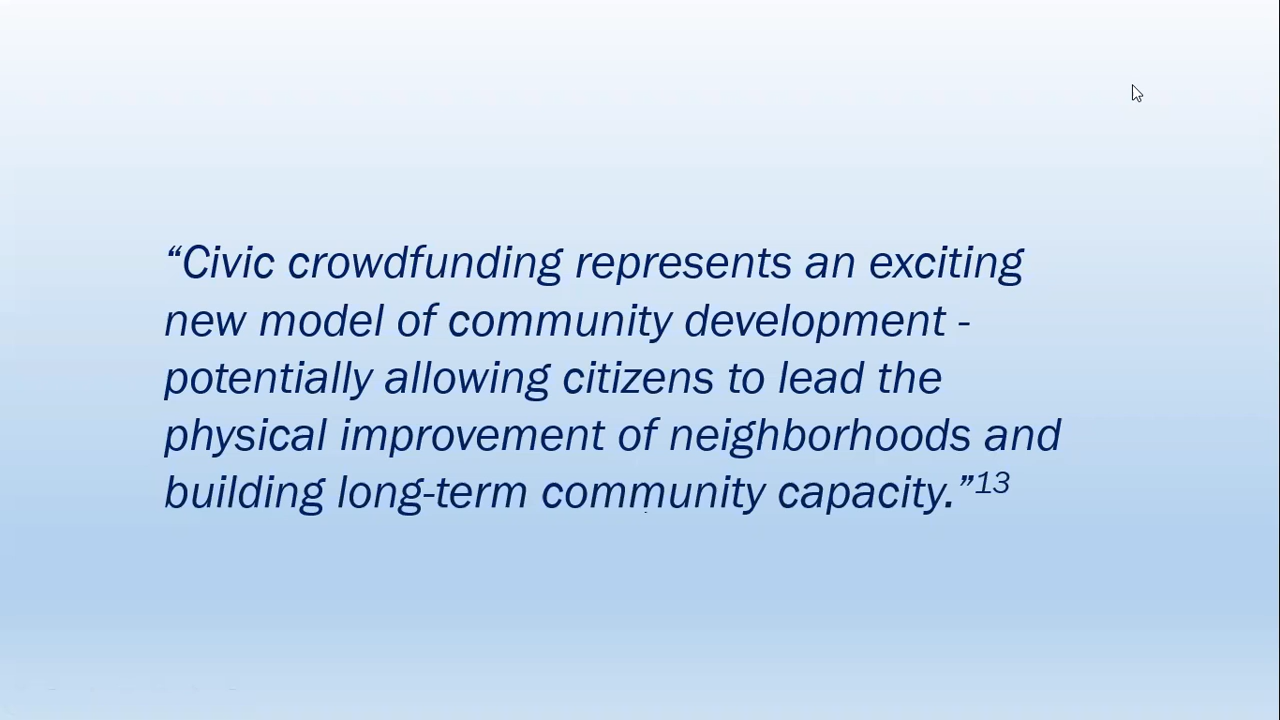 “Civic crowdfunding represents an exciting
new model of community development -
potentially allowing citizens to lead the
physical improvement of neighborhoods and
building long-term community capacity.”13